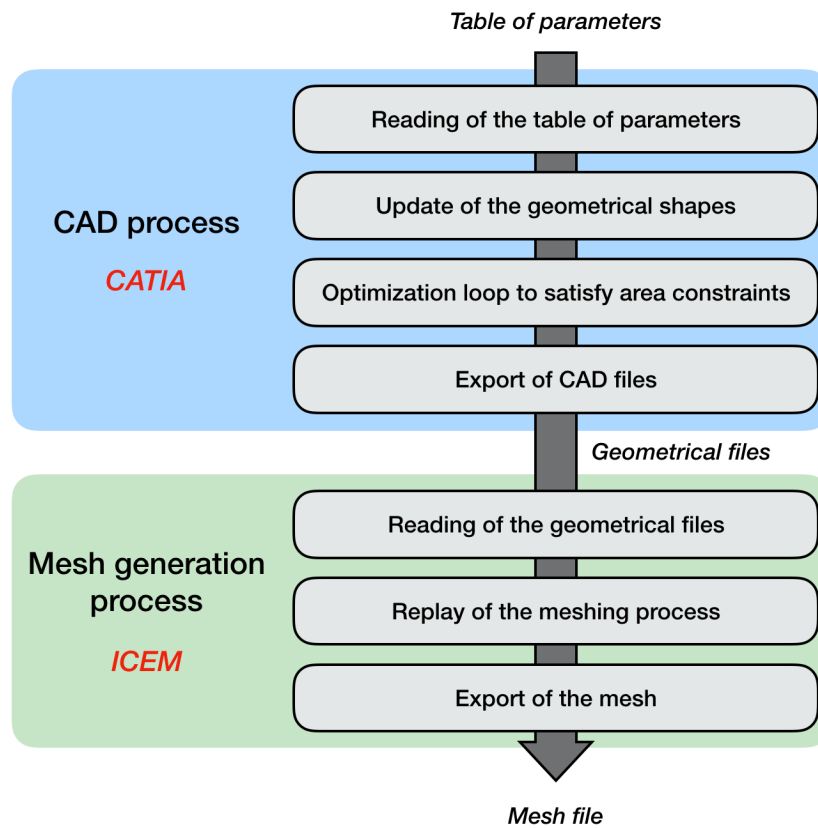 Table of parameters
Reading of the table of parameters
Update of the geometrical shapes
CAD process
CATIA
Optimization loop to satisfy area constraints
Export of CAD files
Geometrical files
Reading of the geometrical files
Mesh generation
process
ICEM
Replay of the meshing process
Export of the mesh
Mesh file